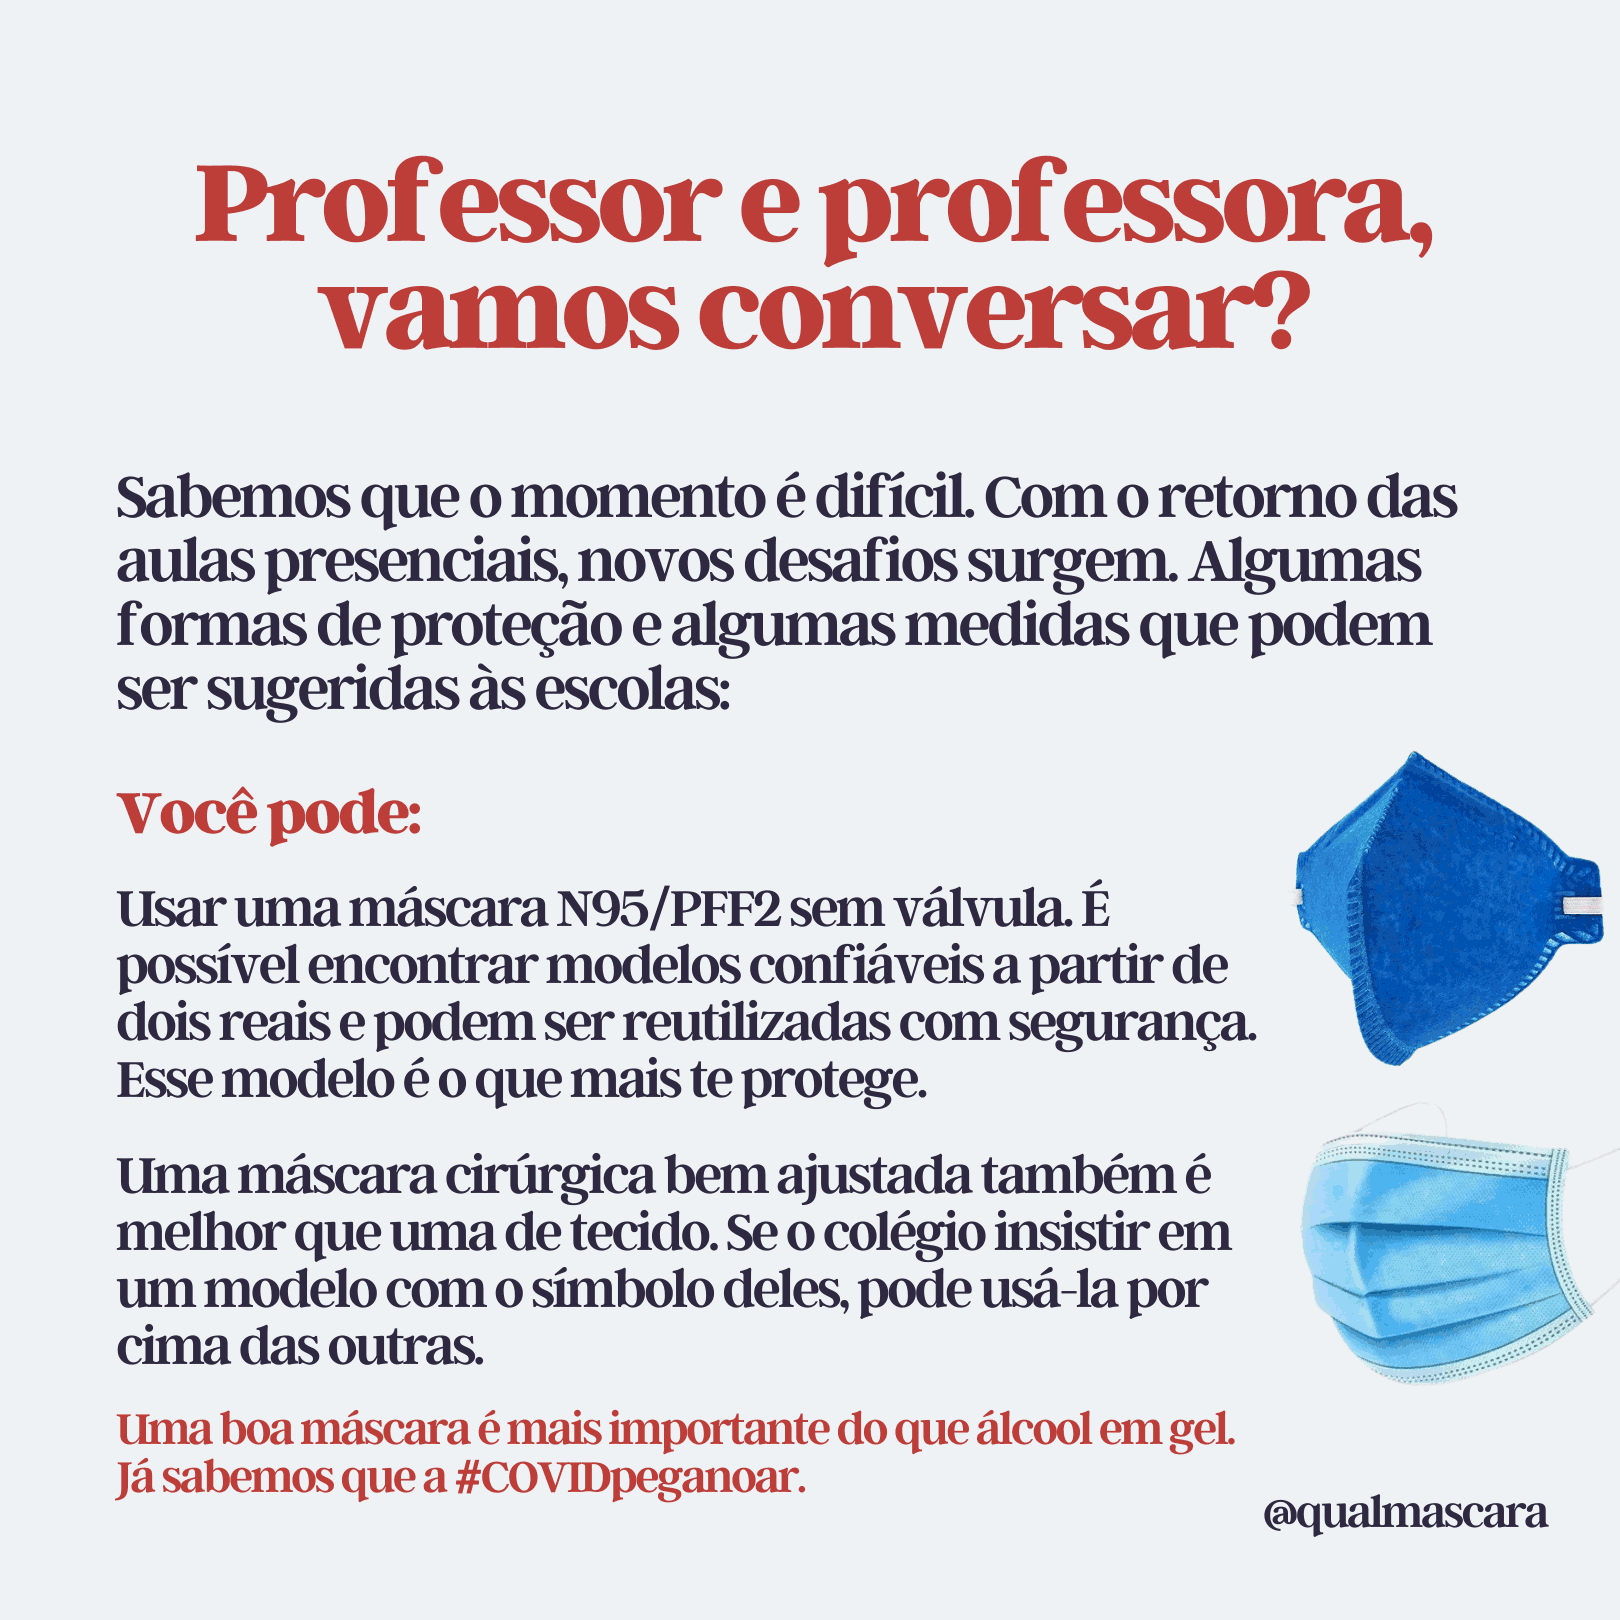 Professor e professora,
vamos conversar?
Sabemos que o momento é difícil. Com o retorno das
aulas presenciais, novos desafios surgem. Algumas
formas de proteção e algumas medidas que podem
ser sugeridas às escolas:
Você pode:
Usar uma máscara N95/PFF2 sem válvula. É
possível encontrar modelos confiáveis a partir de
dois reais e podem ser reutilizadas com segurança.
Esse modelo é o que mais te protege.
Uma máscara cirúrgica bem ajustada também é
melhor que uma de tecido. Se o colégio insistir em
um modelo com o símbolo deles, pode usá-la por
cima das outras.
Uma boa máscara é mais importante do que álcool em gel.
Já sabemos que a #COVIDpeganoar.
@qualmascara